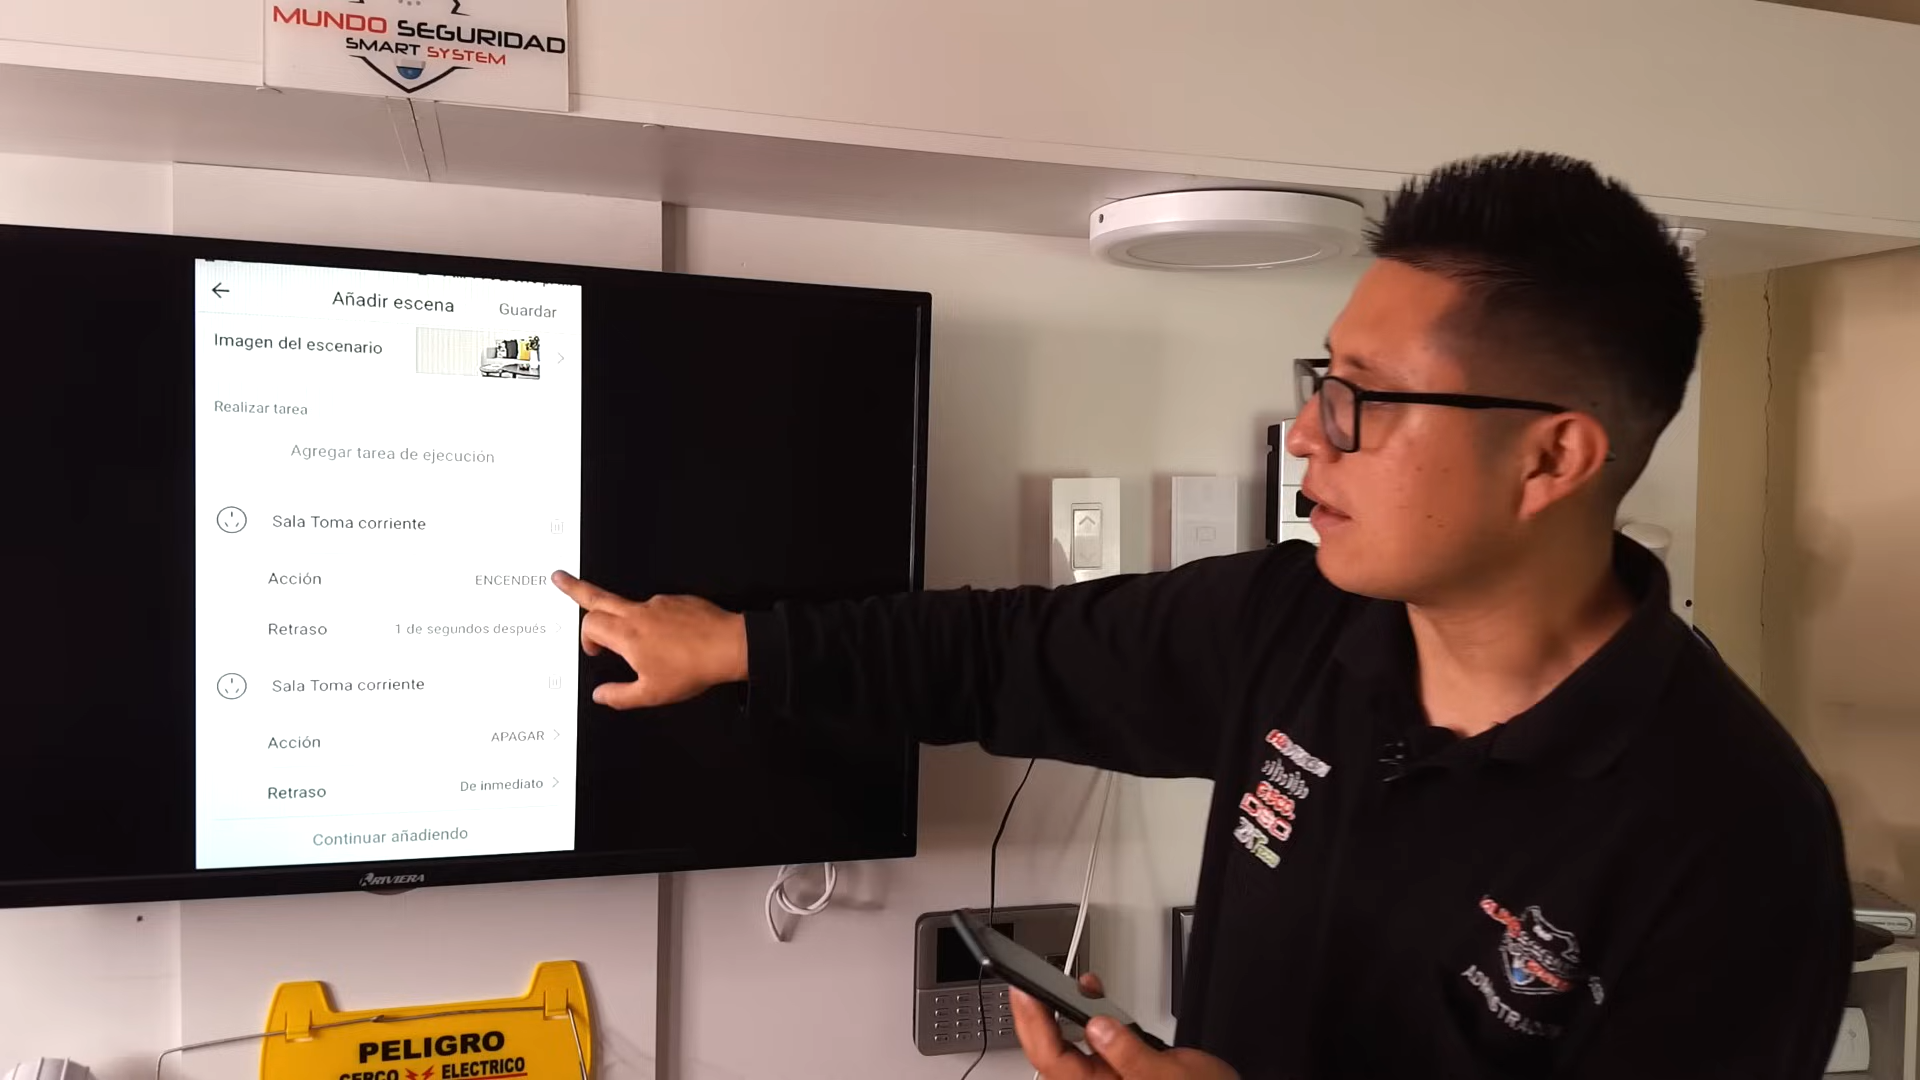 MUNDO SEGURIDAD
SMART SYSTEM
Añadir escena
Guardar
Imagen del escenario
Realizar tarea
Agregar tarea de ejecución
Sala Toma corriente
Acción
ENCENDER
Retraso
1 de segundos después
Sala Toma corriente
Acción
APAGAR
Retraso
De inmediato
Continuar añadiendo
RIVIERA
PELIGRO
CERCO ELECTRICO